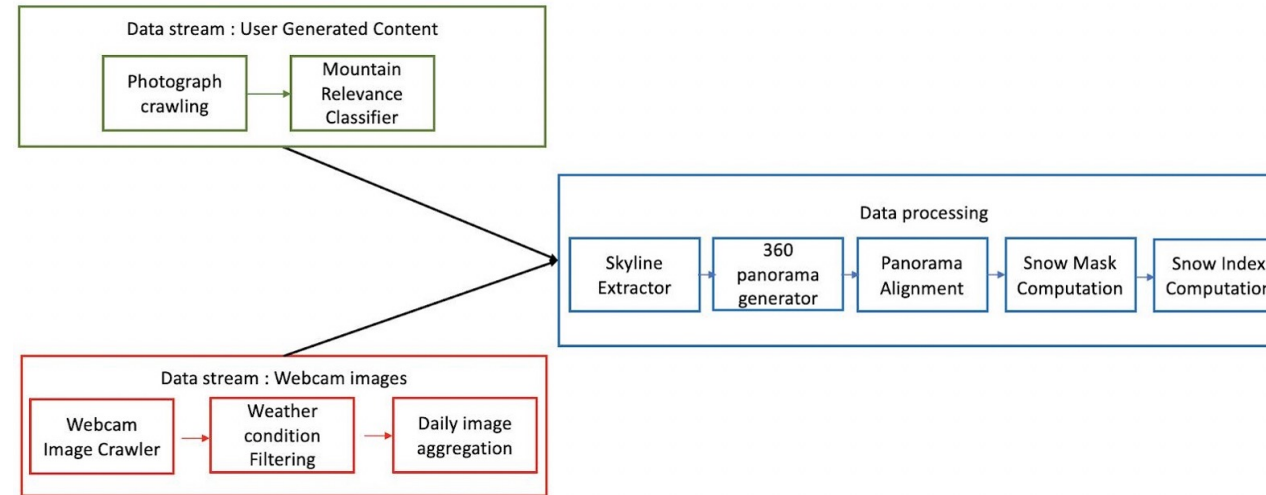 Data stream : User Generated Content
Photograph
crawling
Mountain
Relevance
Classifier
Data processing
Skyline
Extractor
360
panorama
generator
Panorama
Alignment
Snow Mask
Computation
Snow Index
Computation
Data stream : Webcam images
Webcam
Image Crawler
Weather
condition
Filtering
Daily image
aggregation